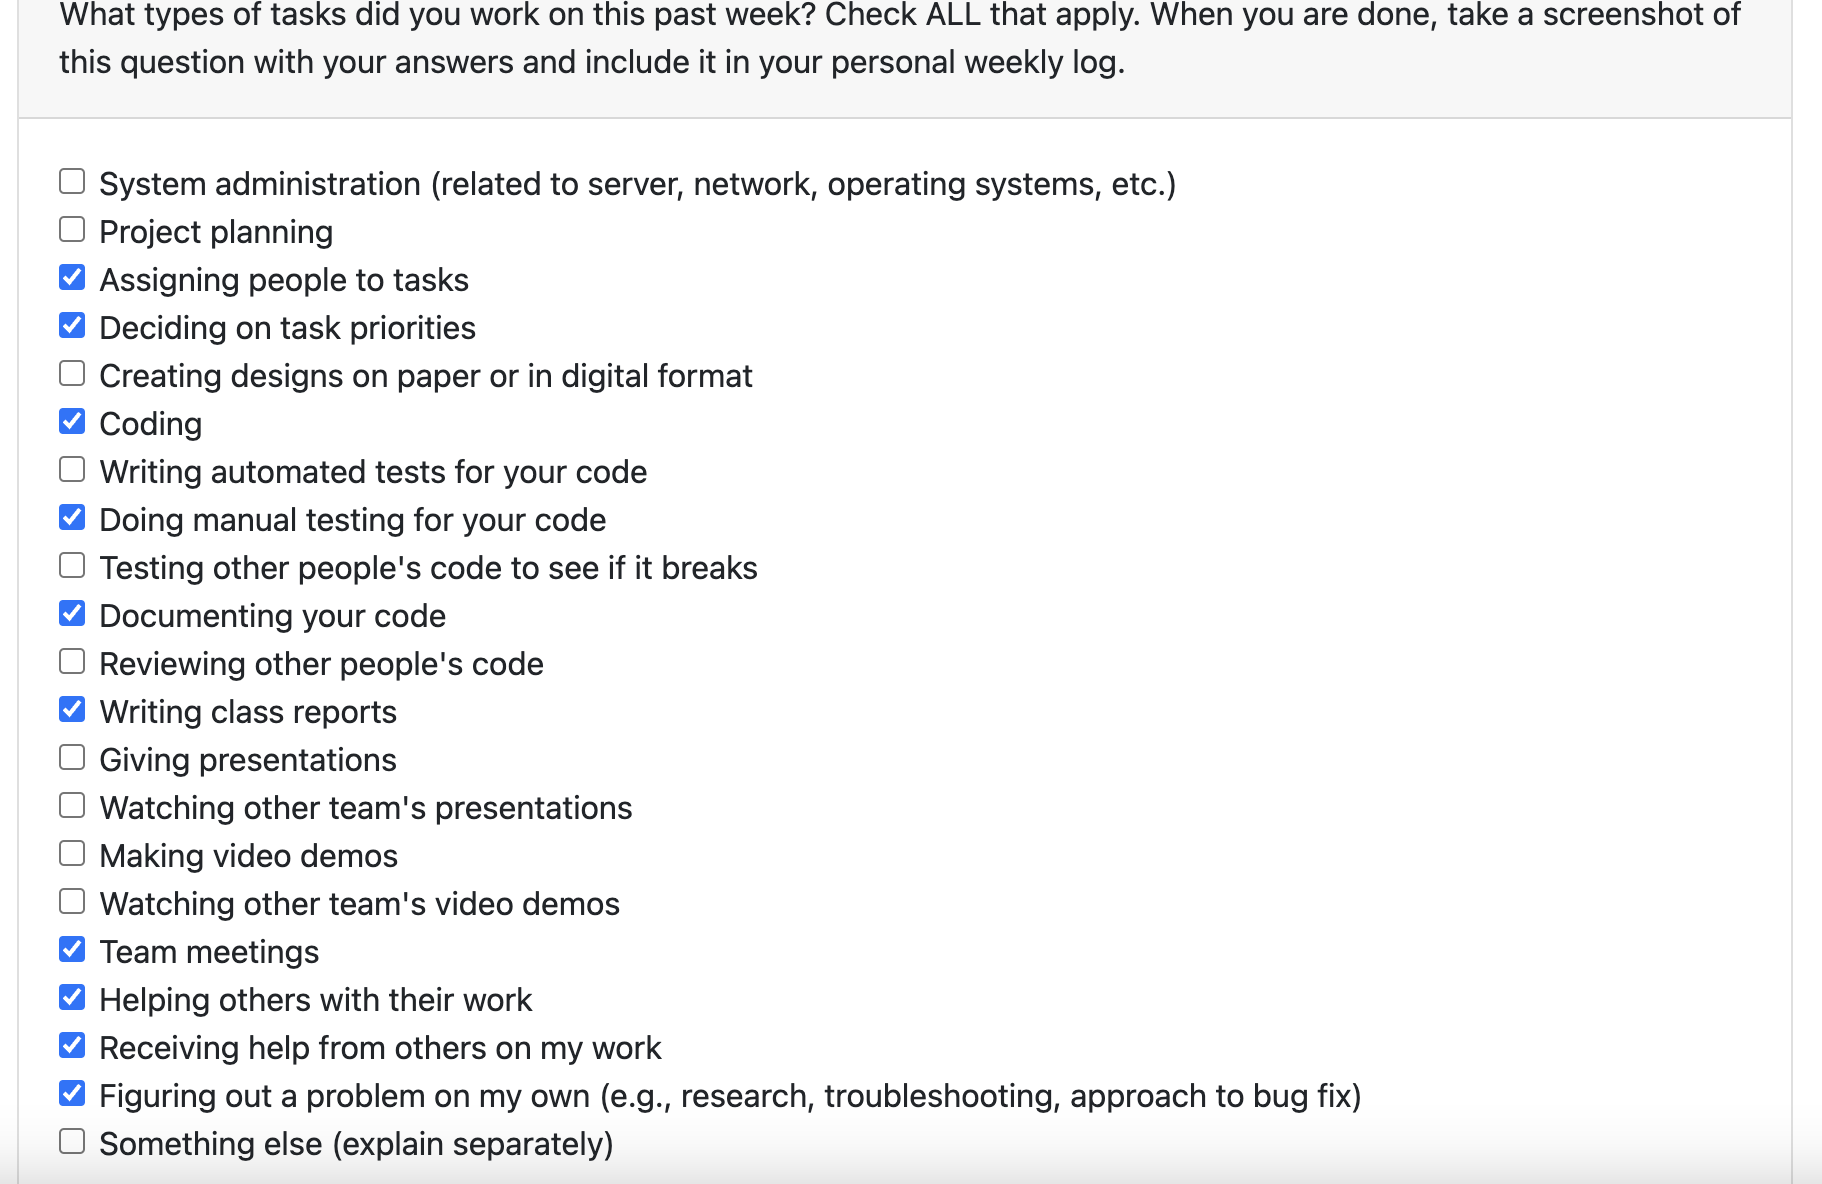 What types of tasks did you work on this past week? Check ALL that apply. When you are done, take a screenshot of
this question with your answers and include it in your personal weekly log.
System administration (related to server, network, operating systems, etc.)
Project planning
Assigning people to tasks
Deciding on task priorities
Creating designs on paper or in digital format
Coding
Writing automated tests for your code
Doing manual testing for your code
Testing other people's code to see if it breaks
Documenting your code
Reviewing other people's code
Writing class reports
Giving presentations
Watching other team's presentations
Making video demos
Watching other team's video demos
Team meetings
Helping others with their work
Receiving help from others on my work
Figuring out a problem on my own (e.g., research, troubleshooting, approach to bug fix)
Something else (explain separately)